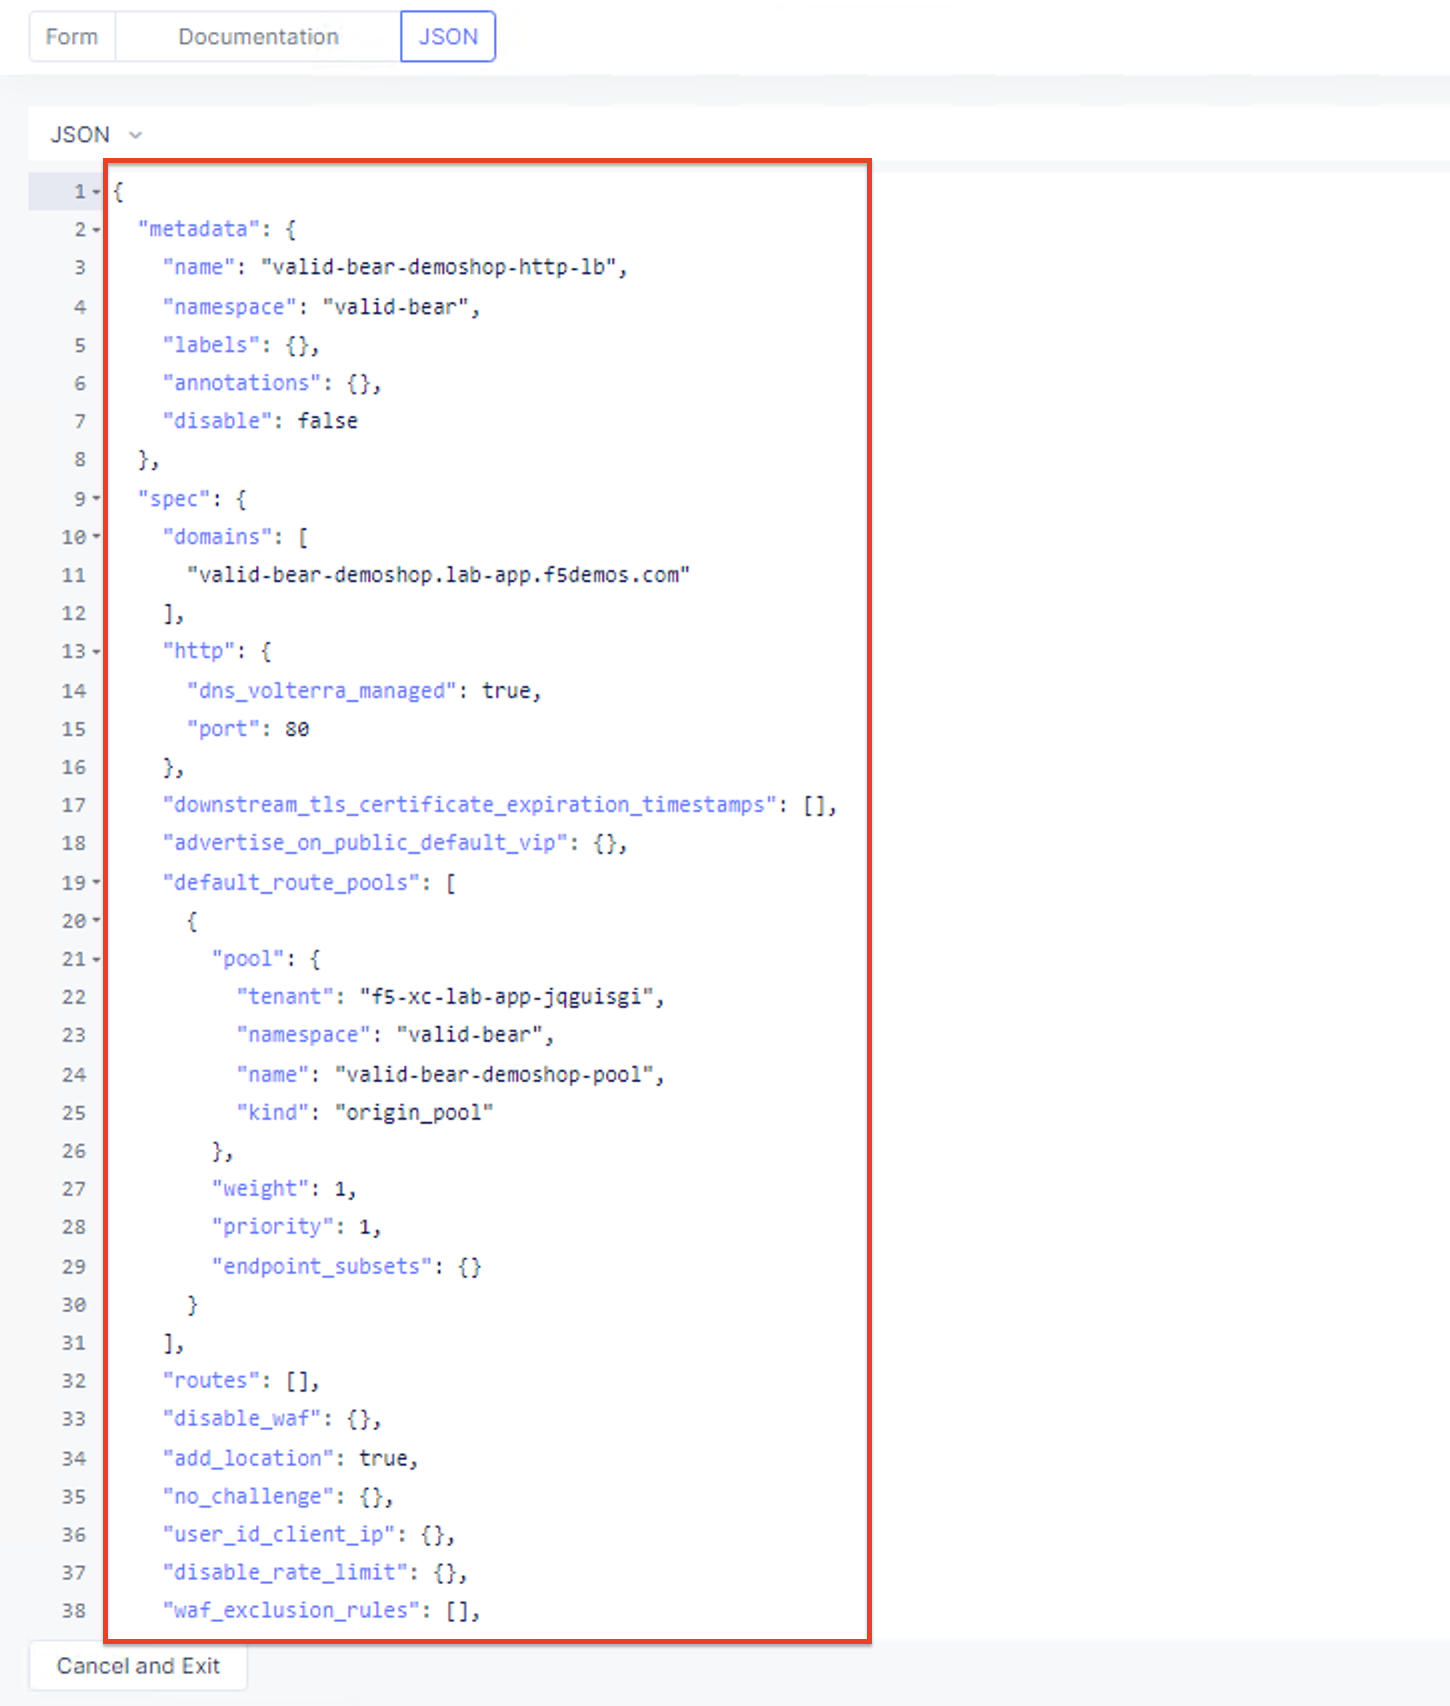 Form Documentation JSON
JSON
1 {
2   "metadata": {
3     "name": "valid-bear-demoshop-http-lb",
4     "namespace": "valid-bear",
5     "labels": {},
6     "annotations": {},
7     "disable": false
8   },
9   "spec": {
10     "domains": [
11       "valid-bear-demoshop.lab-app.f5demos.com"
12     ],
13     "http": {
14       "dns_volterra_managed": true,
15       "port": 80
16     },
17     "downstream_tls_certificate_expiration_timestamps": [],
18     "advertise_on_public_default_vip": {},
19     "default_route_pools": [
20       {
21         "pool": {
22           "tenant": "f5-xc-lab-app-jqguisgi",
23           "namespace": "valid-bear",
24           "name": "valid-bear-demoshop-pool",
25           "kind": "origin_pool"
26         },
27         "weight": 1,
28         "priority": 1,
29         "endpoint_subsets": {}
30       }
31     ],
32     "routes": [],
33     "disable_waf": {},
34     "add_location": true,
35     "no_challenge": {},
36     "user_id_client_ip": {},
37     "disable_rate_limit": {},
38     "waf_exclusion_rules": [],
Cancel and Exit